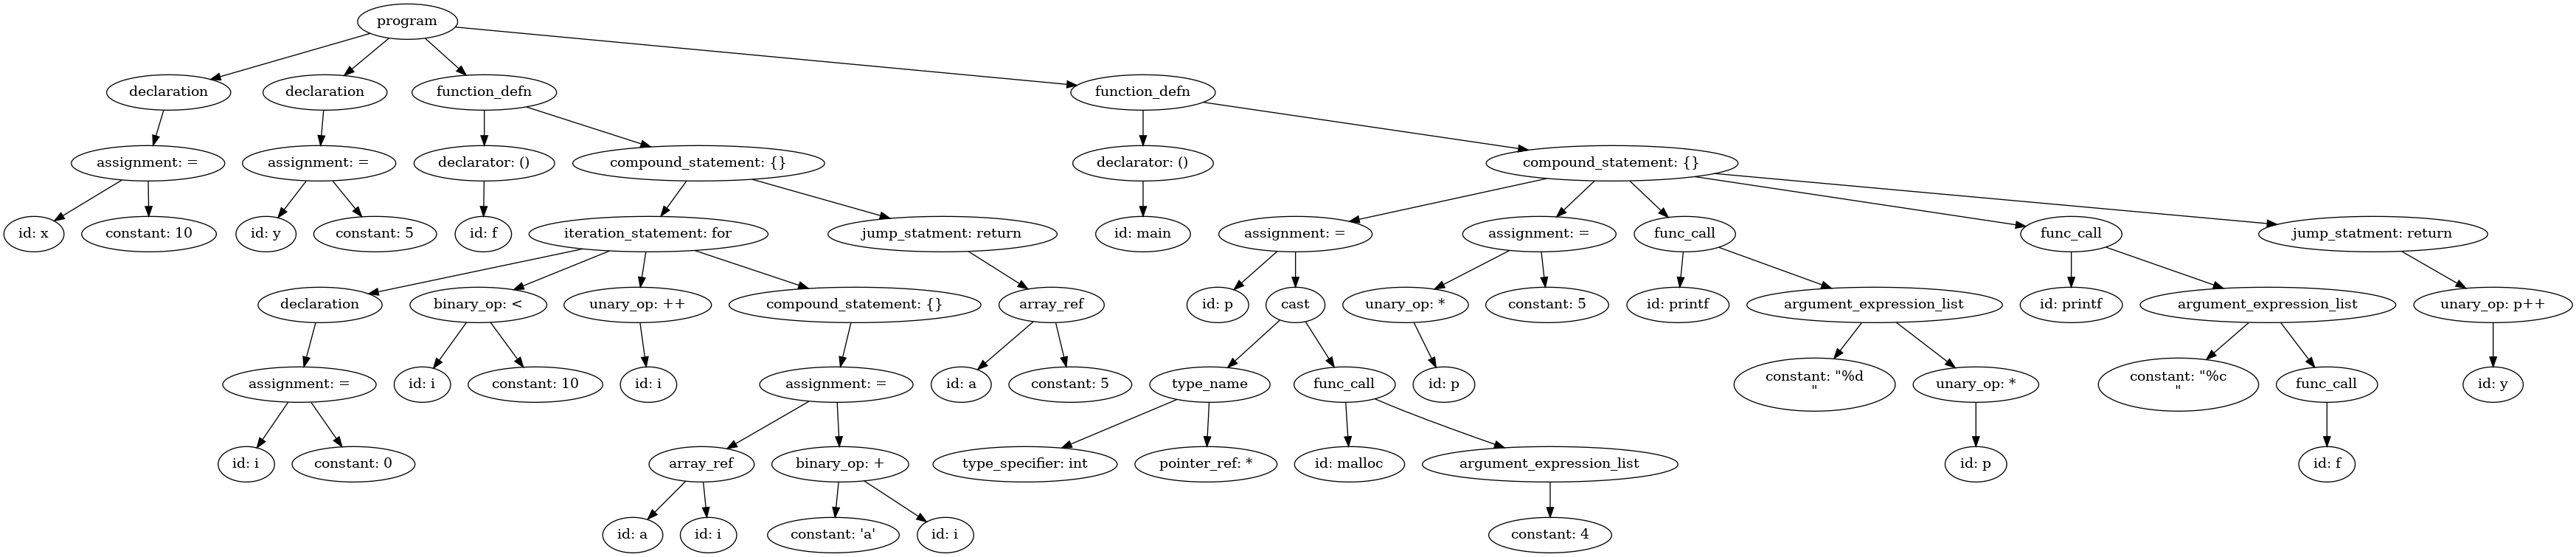 program
declaration
declaration
function_defn
function_defn
assignment: =
assignment: =
declarator: ()
compound_statement: {}
declarator: ()
compound_statement: {}
id: x
constant: 10
id: y
constant: 5
id: f
iteration_statement: for
jump_statment: return
id: main
assignment: =
assignment: =
func_call
func_call
jump_statment: return
declaration
binary_op: <
unary_op: ++
compound_statement: {}
array_ref
id: p
cast
unary_op: *
constant: 5
id: printf
argument_expression_list
id: printf
argument_expression_list
unary_op: p++
assignment: =
id: i
constant: 10
id: i
assignment: =
id: a
constant: 5
type_name
func_call
id: p
constant: "%d
"
unary_op: *
constant: "%c
"
func_call
id: y
id: i
constant: 0
array_ref
binary_op: +
type_specifier: int
pointer_ref: *
id: malloc
argument_expression_list
id: p
id: f
id: a
id: i
constant: 'a'
id: i
constant: 4